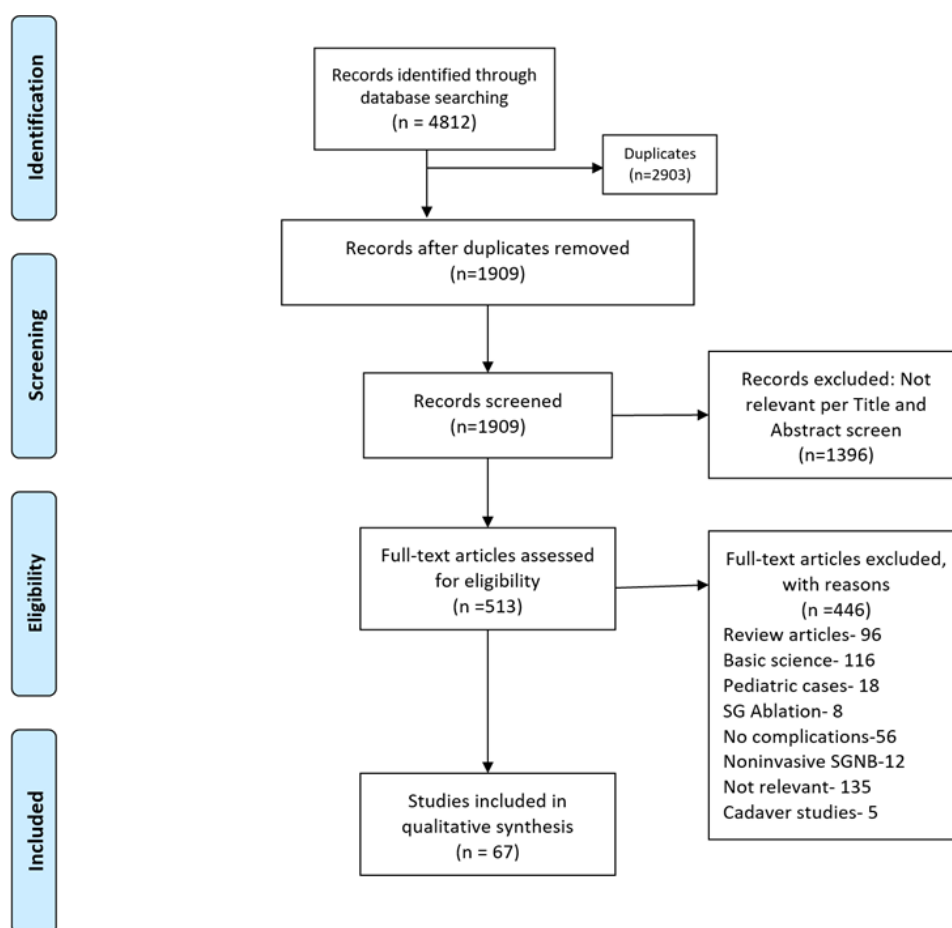 Identification
Records identified through
database searching
(n = 4812)
Duplicates
(n=2903)
Records after duplicates removed
(n=1909)
Screening
Records screened
(n=1909)
Records excluded: Not
relevant per Title and
Abstract screen
(n=1396)
Eligibility
Full-text articles assessed
for eligibility
(n =513)
Full-text articles excluded,
with reasons
(n =446)
Review articles- 96
Basic science- 116
Pediatric cases- 18
SG Ablation- 8
No complications-56
Noninvasive SGNB-12
Not relevant- 135
Cadaver studies- 5
Included
Studies included in
qualitative synthesis
(n = 67)